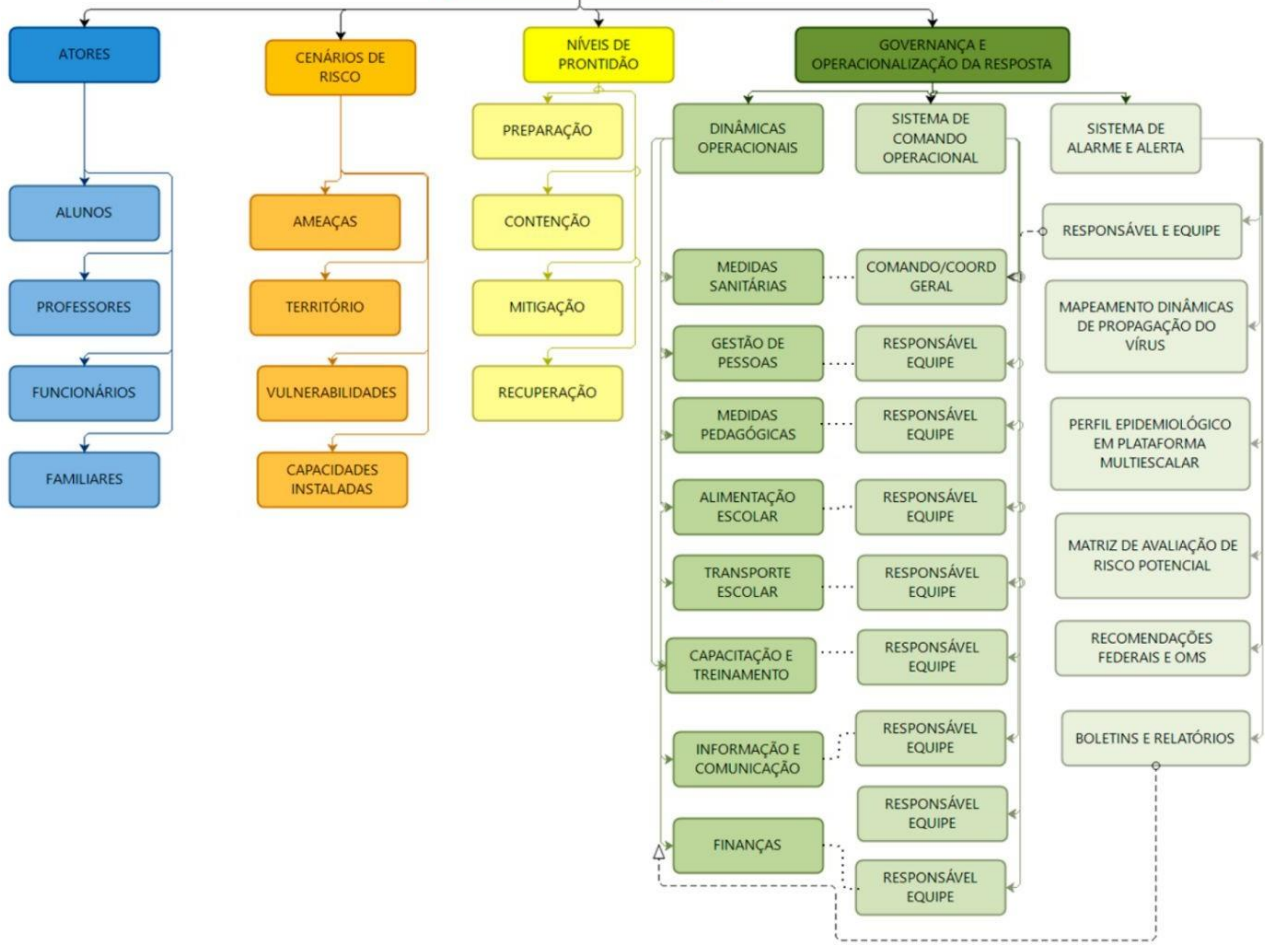 ATORES
CENÁRIOS DE
RISCO
NÍVEIS DE
PRONTIDÃO
GOVERNANÇA E
OPERACIONALIZAÇÃO DA RESPOSTA
ALUNOS
PROFESSORES
FUNCIONÁRIOS
FAMILIARES
AMEAÇAS
TERRITÓRIO
VULNERABILIDADES
CAPACIDADES
INSTALADAS
PREPARAÇÃO
CONTENÇÃO
MITIGAÇÃO
RECUPERAÇÃO
DINÂMICAS
OPERACIONAIS
MEDIDAS
SANITÁRIAS
GESTÃO DE
PESSOAS
MEDIDAS
PEDAGÓGICAS
ALIMENTAÇÃO
ESCOLAR
TRANSPORTE
ESCOLAR
CAPACITAÇÃO E
TREINAMENTO
INFORMAÇÃO E
COMUNICAÇÃO
FINANÇAS
SISTEMA DE
COMANDO
OPERACIONAL
COMANDO/COORD
GERAL
RESPONSÁVEL
EQUIPE
RESPONSÁVEL
EQUIPE
RESPONSÁVEL
EQUIPE
RESPONSÁVEL
EQUIPE
RESPONSÁVEL
EQUIPE
RESPONSÁVEL
EQUIPE
RESPONSÁVEL
EQUIPE
RESPONSÁVEL
EQUIPE
SISTEMA DE
ALARME E ALERTA
RESPONSÁVEL E EQUIPE
MAPEAMENTO DINÂMICAS
DE PROPAGAÇÃO DO
VÍRUS
PERFIL EPIDEMIOLÓGICO
EM PLATAFORMA
MULTIESCALAR
MATRIZ DE AVALIAÇÃO DE
RISCO POTENCIAL
RECOMENDAÇÕES
FEDERAIS E OMS
BOLETINS E RELATÓRIOS